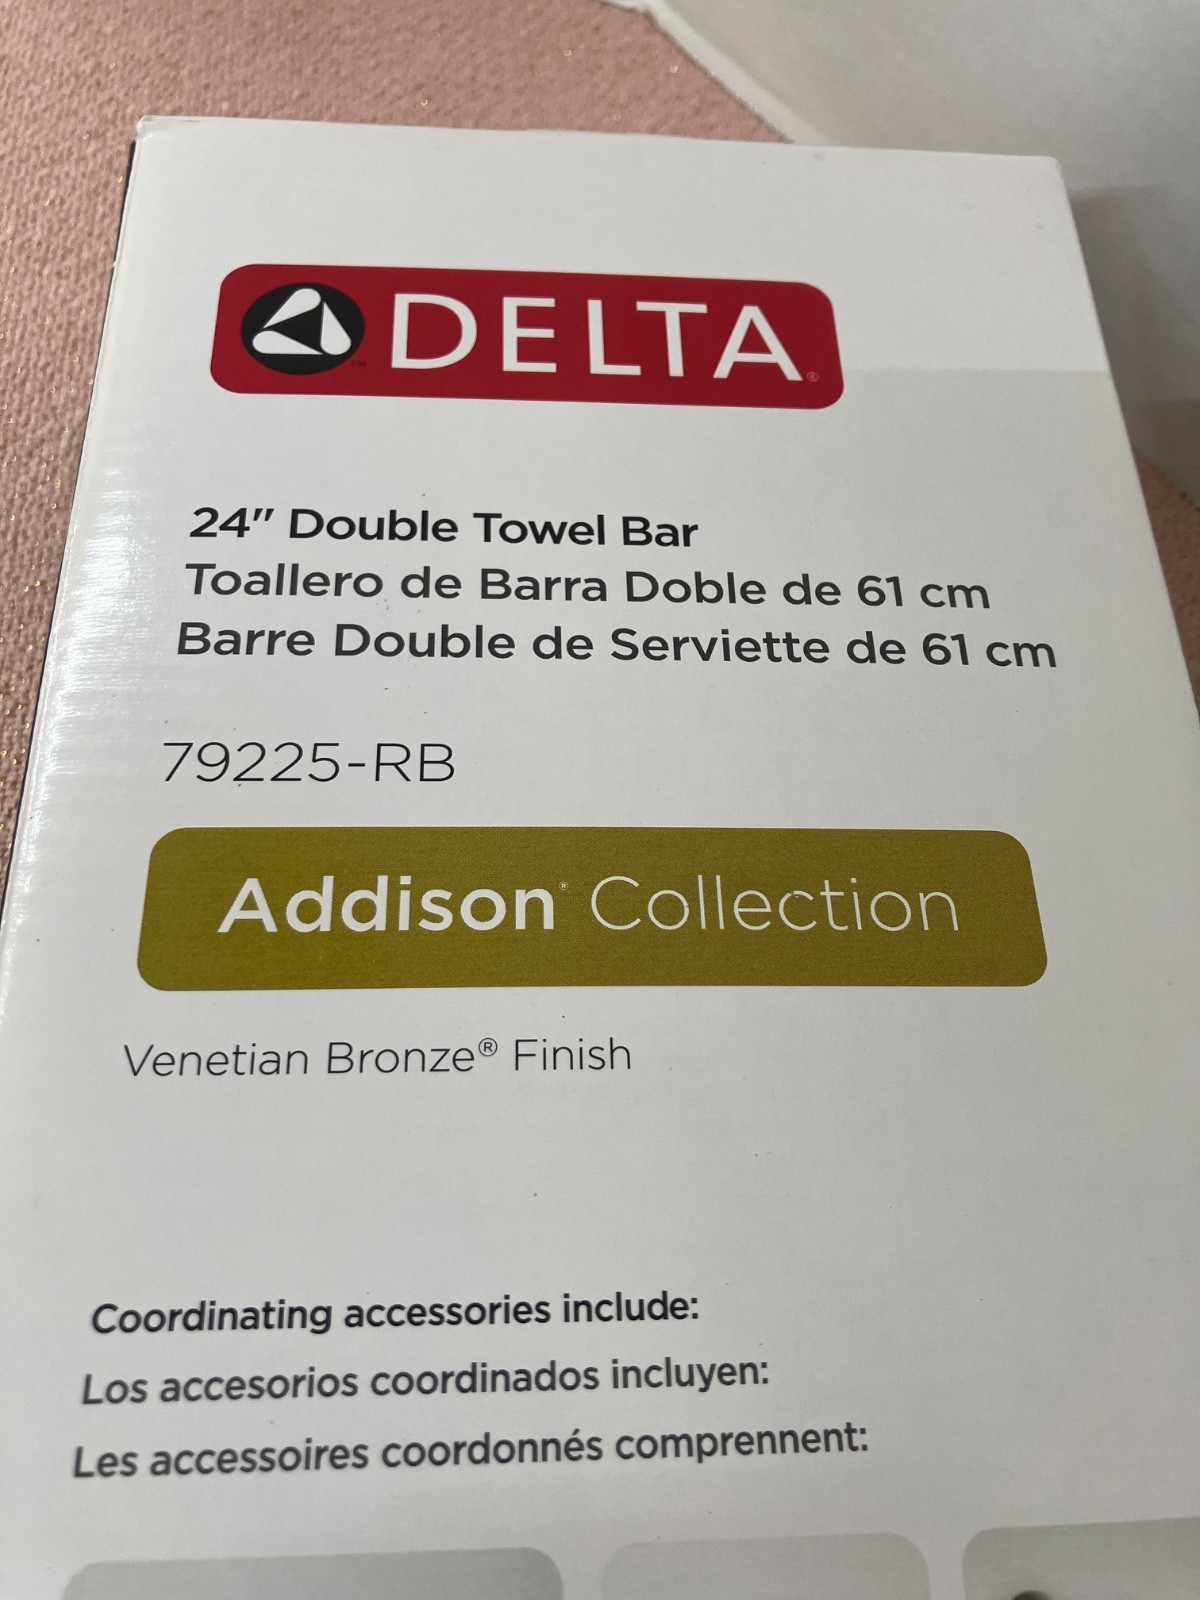 DELTA®
24" Double Towel Bar
Toallero de Barra Doble de 61 cm
Barre Double de Serviette de 61 cm
79225-RB
Addison® Collection
Venetian Bronze® Finish
Coordinating accessories include:
Los accesorios coordinados incluyen:
Les accessoires coordonnés comprennent: